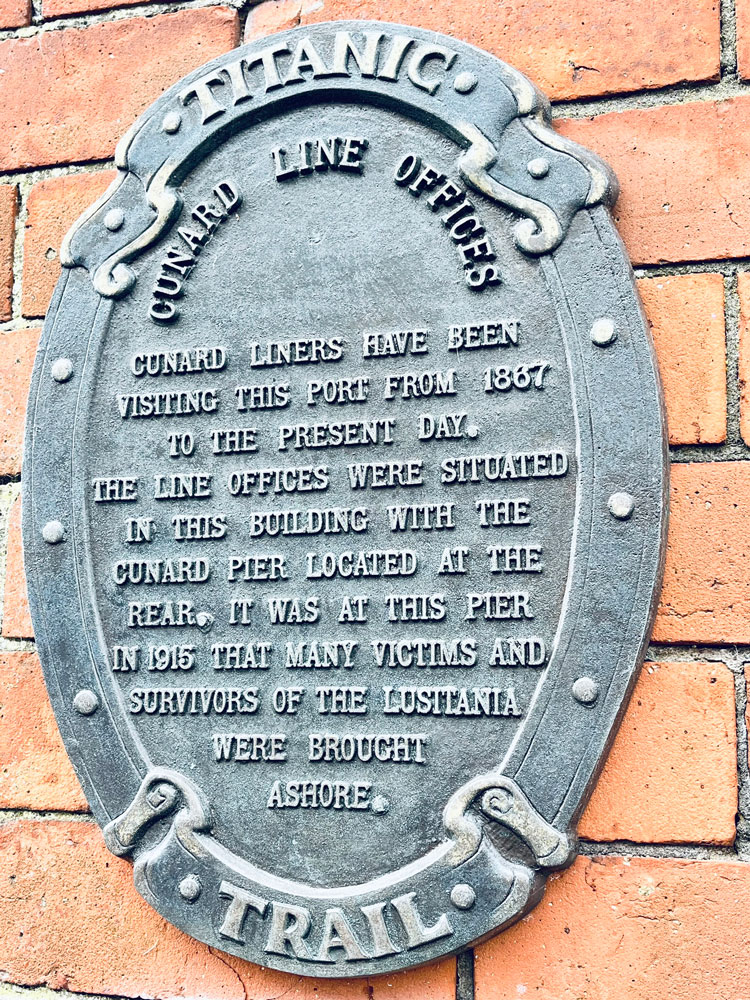 TITANIC
CUNARD LINE OFFICES
CUNARD LINERS HAVE BEEN
VISITING THIS PORT FROM 1867
TO THE PRESENT DAY.
THE LINE OFFICES WERE SITUATED
IN THIS BUILDING WITH THE
CUNARD PIER LOCATED AT THE
REAR. IT WAS AT THIS PIER
IN 1915 THAT MANY VICTIMS AND
SURVIVORS OF THE LUSITANIA
WERE BROUGHT
ASHORE.
TRAIL